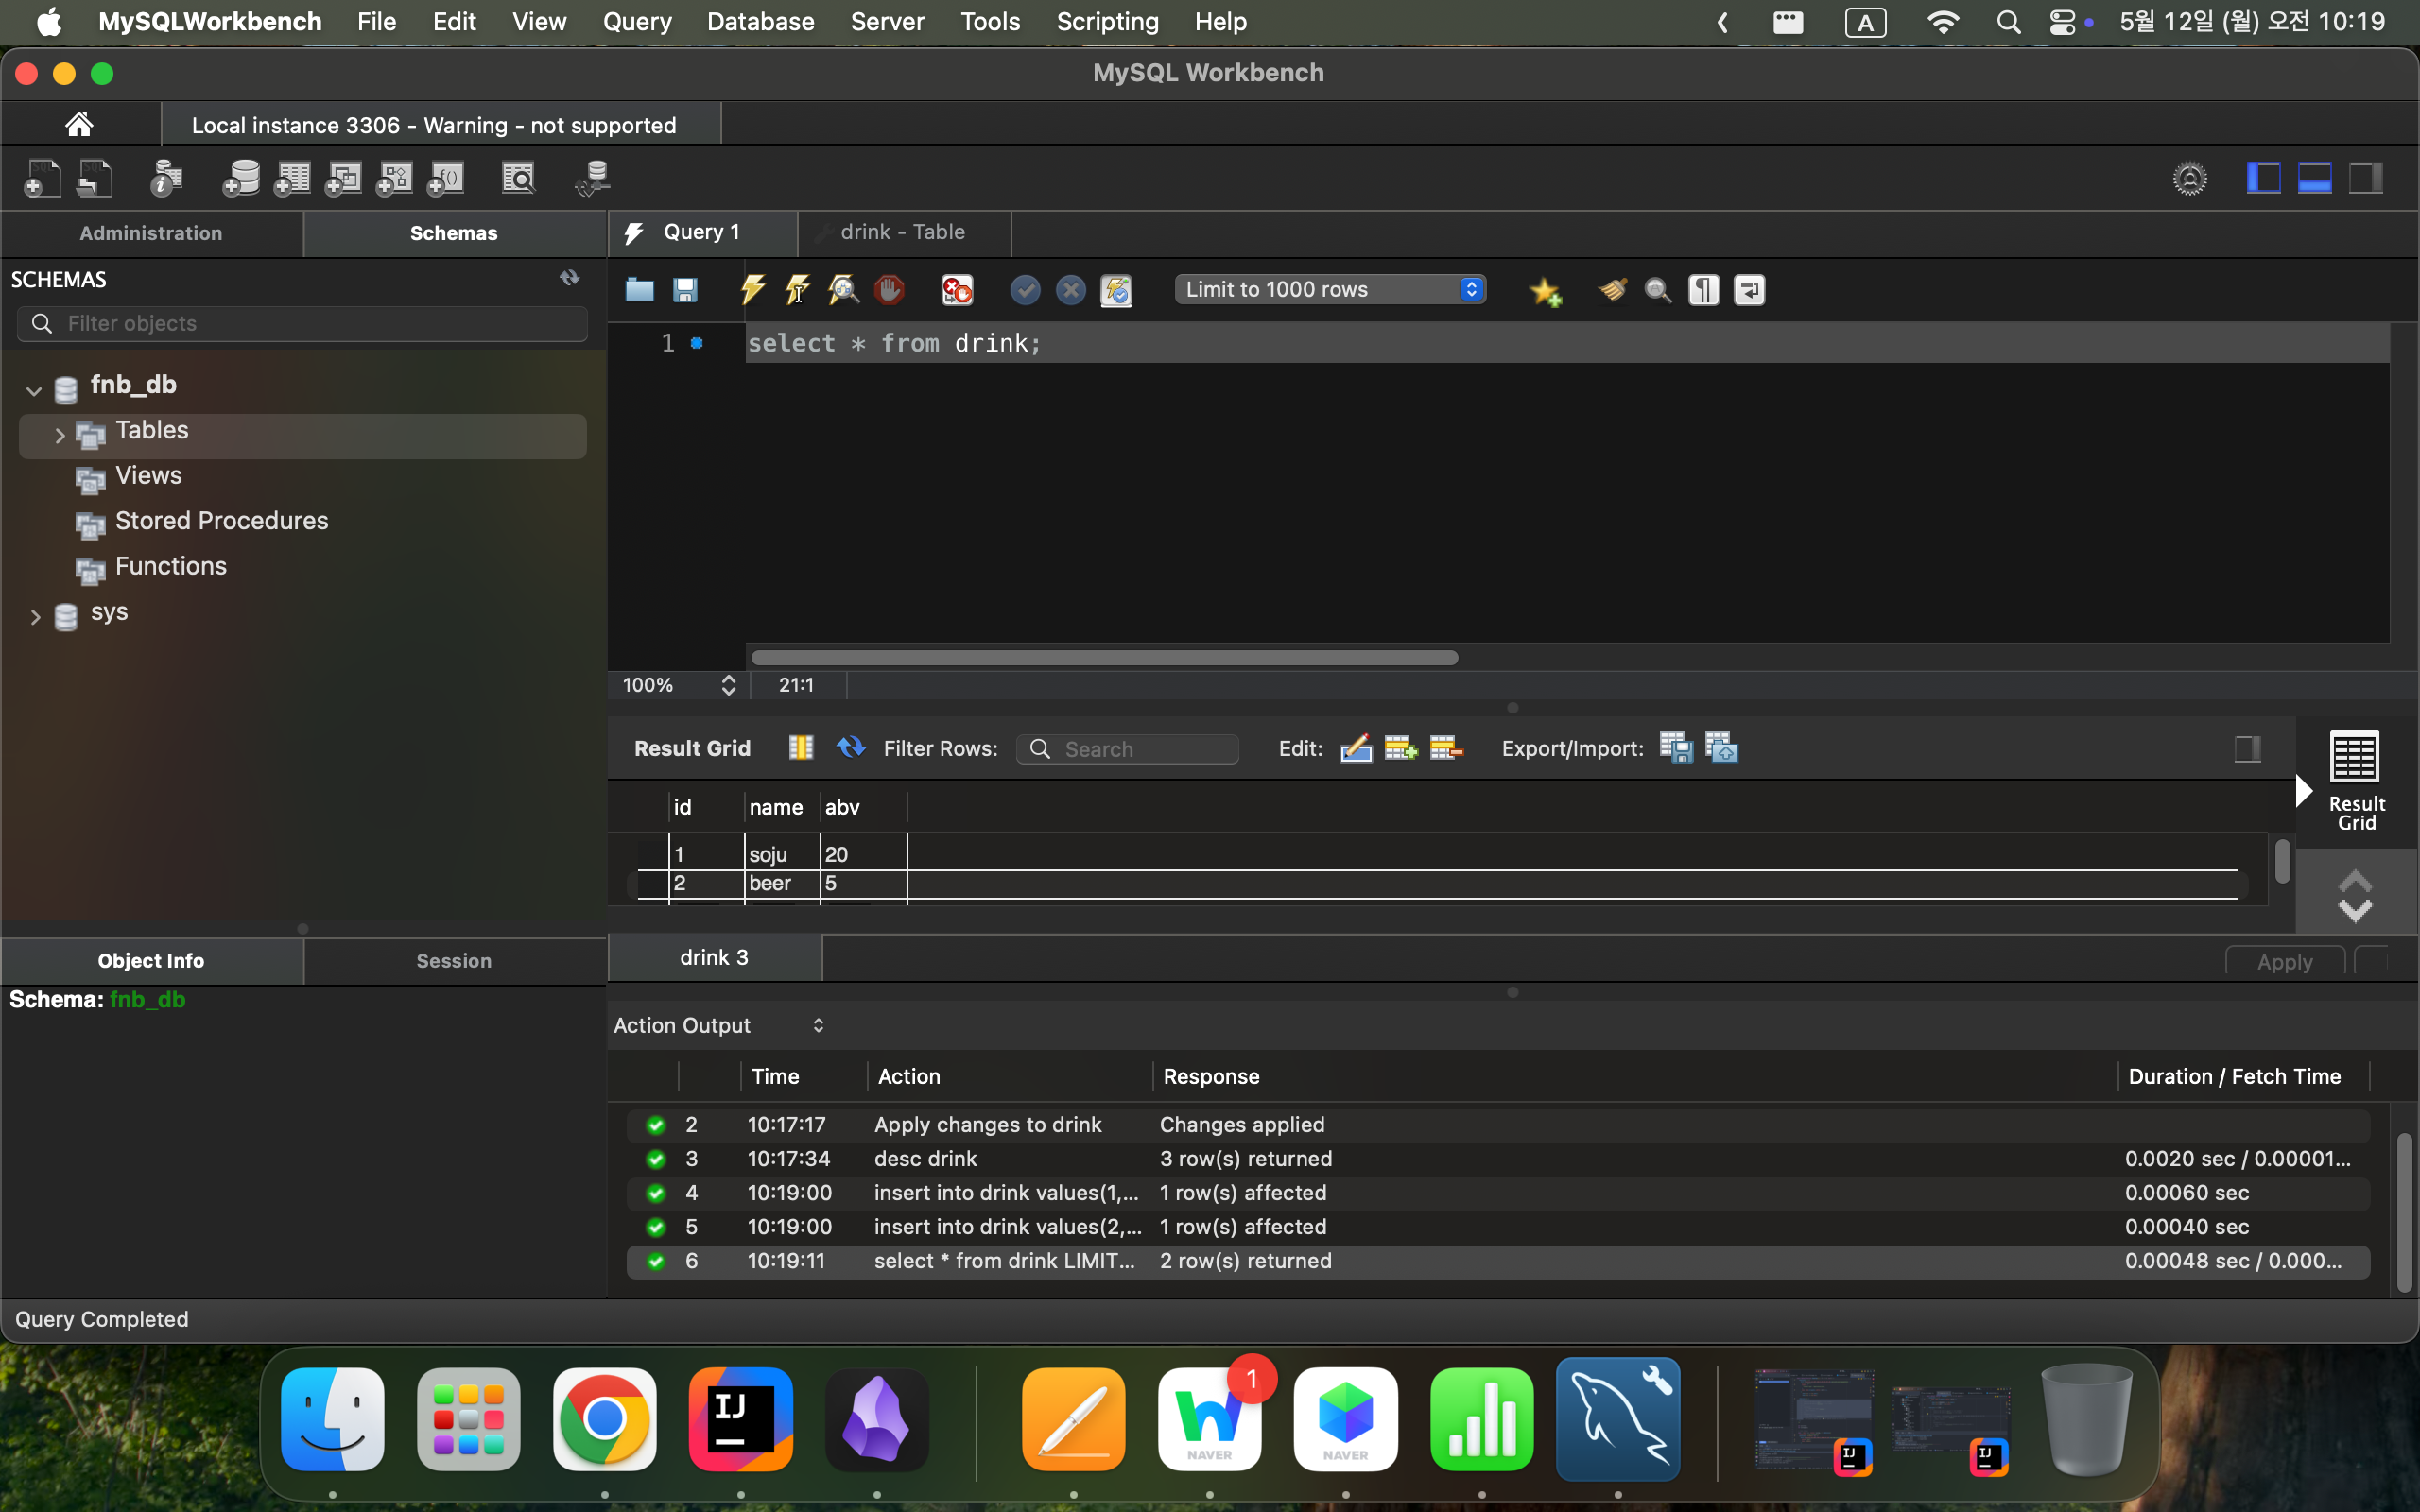 MySQLWorkbench File Edit View Query Database Server Tools Scripting Help A 5월 12일 (월) 오전 10:19
MySQL Workbench
Local instance 3306 - Warning - not supported
Administration Schemas Query 1 drink - Table
SCHEMAS
Limit to 1000 rows
Filter objects
1 select * from drink;
fnb_db
Tables
Views
Stored Procedures
Functions
sys
100% 21:1
Result Grid Filter Rows: Search Edit: Export/Import:
Result
Grid
id name abv
1 soju 20
2 beer 5
drink 3 Apply
Object Info Session
Schema: fnb_db
Action Output
Time Action Response Duration / Fetch Time
2 10:17:17 Apply changes to drink Changes applied
3 10:17:34 desc drink 3 row(s) returned 0.0020 sec / 0.00001...
4 10:19:00 insert into drink values(1,... 1 row(s) affected 0.00060 sec
5 10:19:00 insert into drink values(2,... 1 row(s) affected 0.00040 sec
6 10:19:11 select * from drink LIMIT... 2 row(s) returned 0.00048 sec / 0.000...
Query Completed
1
IJ
NAVER
NAVER
IJ
IJ